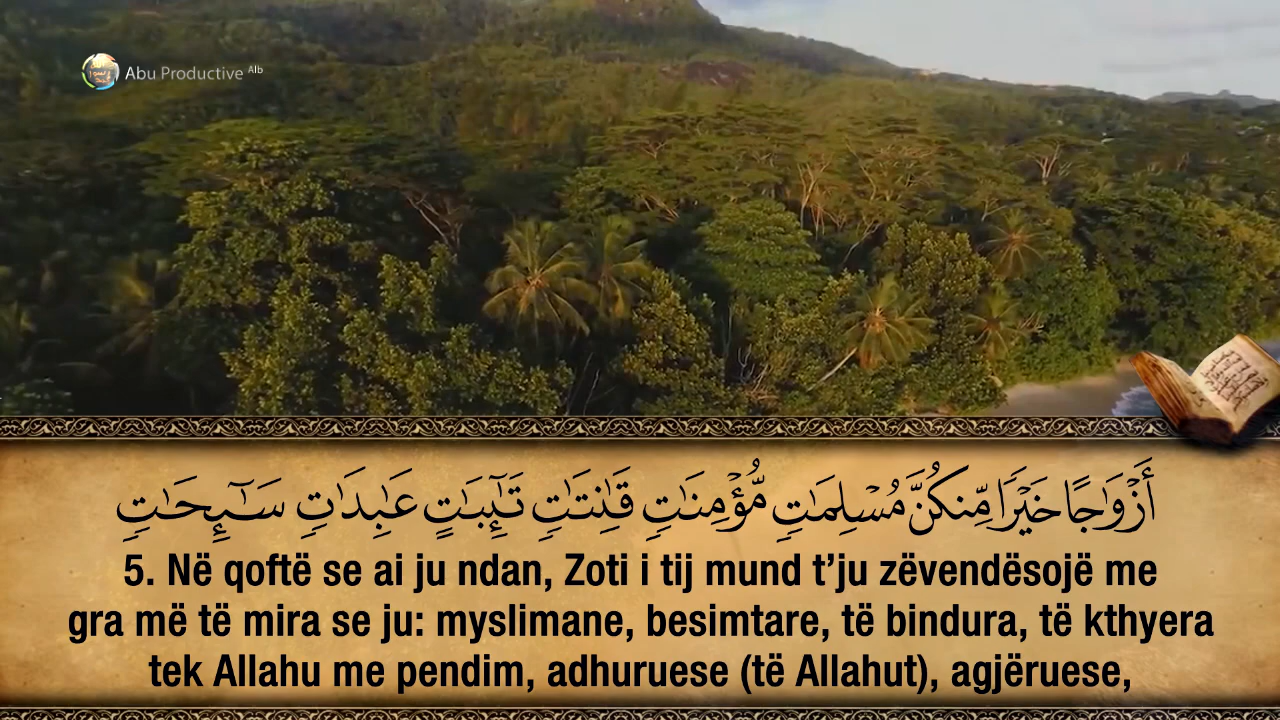 Abu Productive Alb
أَزْوَٰجًا خَيْرًا مِّنكُنَّ مُسْلِمَٰتٍ مُّؤْمِنَٰتٍ قَٰنِتَٰتٍ تَٰٓئِبَٰتٍ عَٰبِدَٰتٍ سَٰٓئِحَٰتٍ
5. Në qoftë se ai ju ndan, Zoti i tij mund t’ju zëvendësojë me
gra më të mira se ju: myslimane, besimtare, të bindura, të kthyera
tek Allahu me pendim, adhuruese (të Allahut), agjëruese,